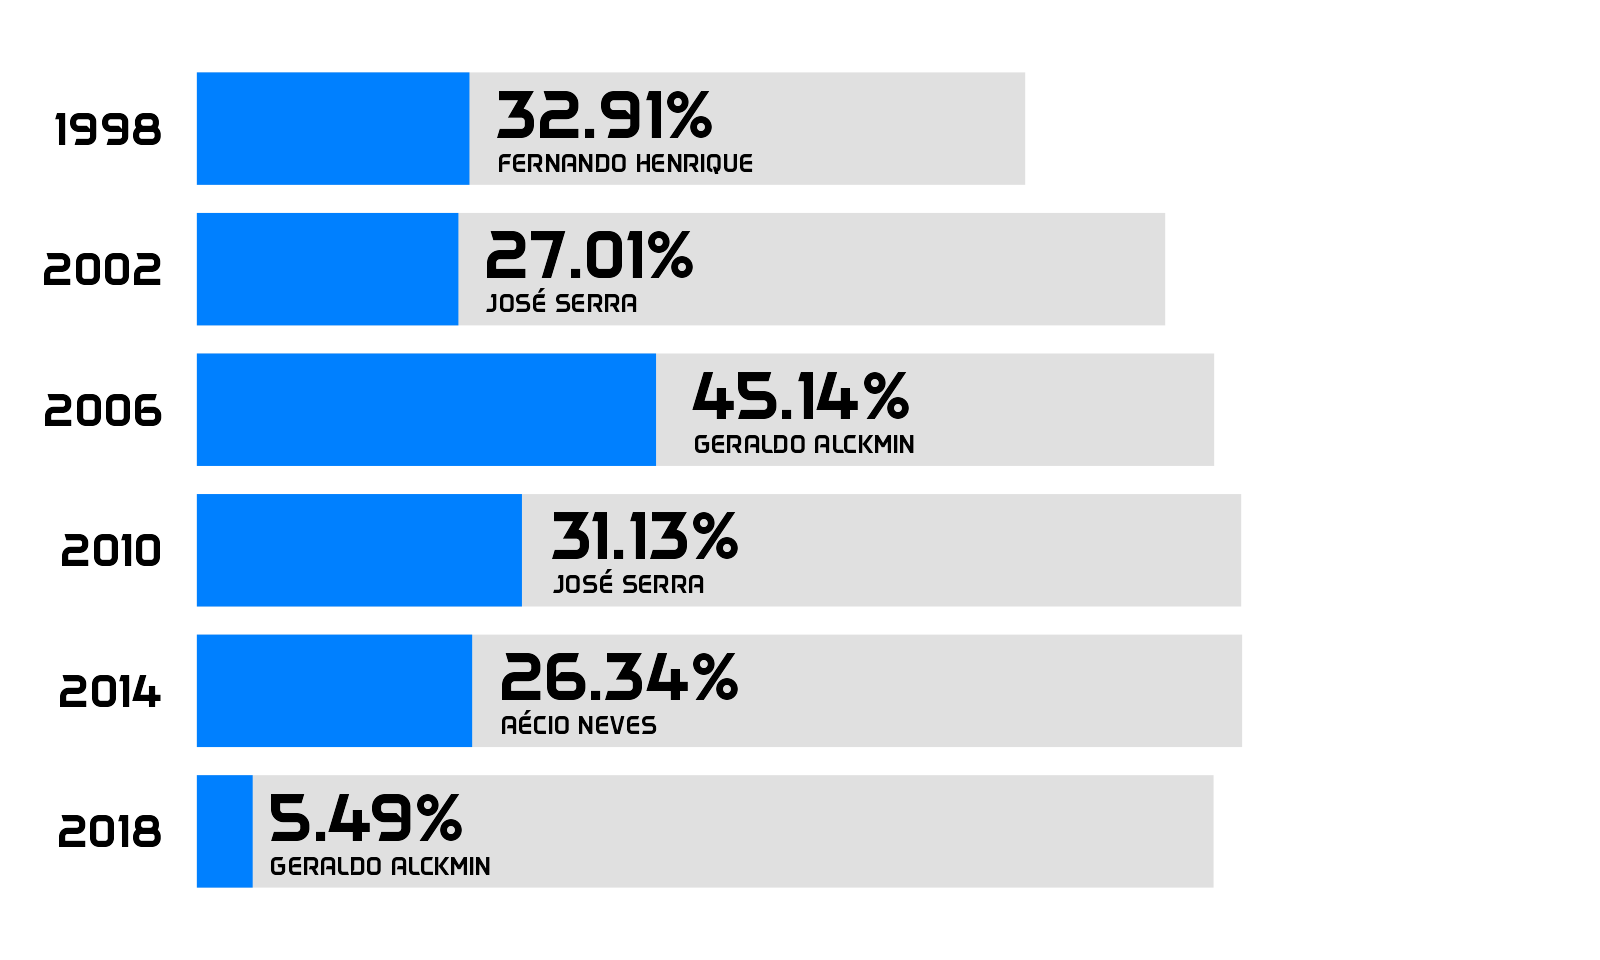 1998
32.91%
FERNANDO HENRIQUE
2002
27.01%
JOSÉ SERRA
2006
45.14%
GERALDO ALCKMIN
2010
31.13%
JOSÉ SERRA
2014
26.34%
AÉCIO NEVES
2018
5.49%
GERALDO ALCKMIN